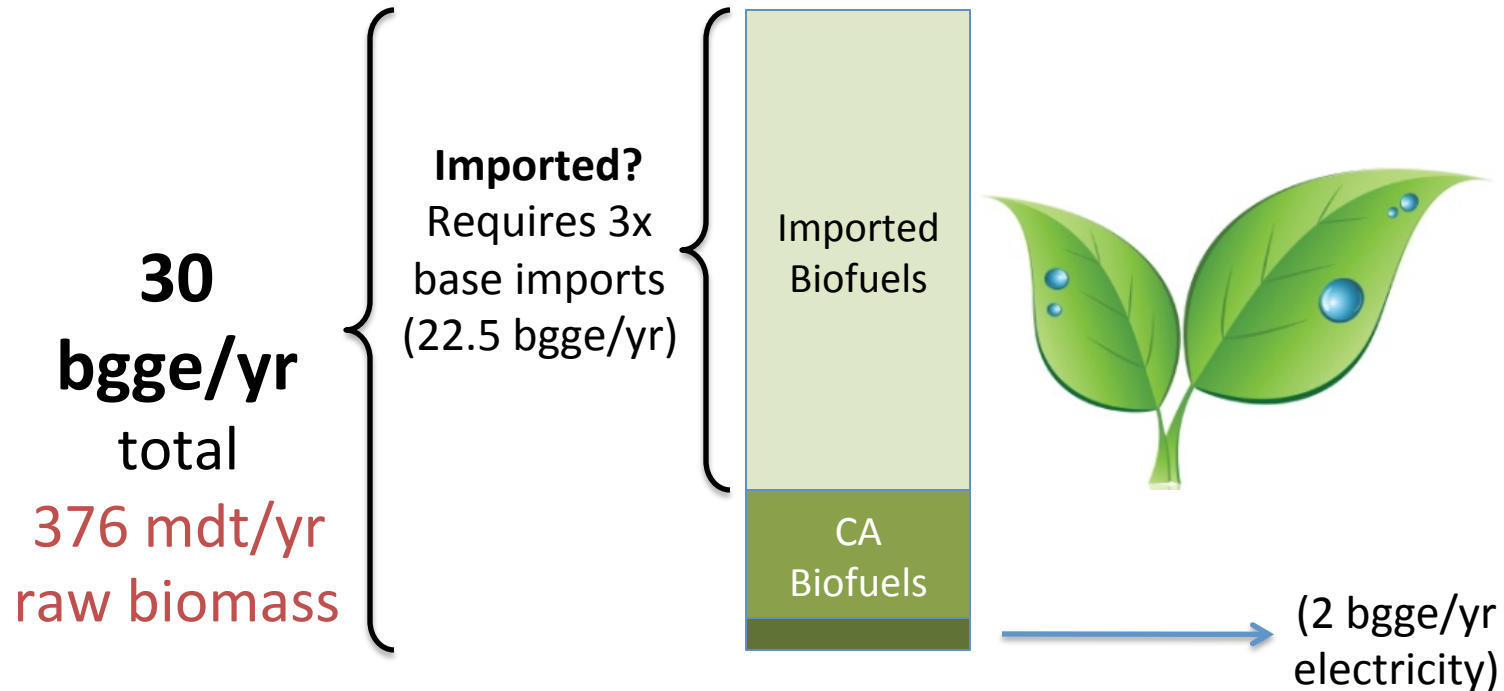 30
bgge/yr
total
376 mdt/yr
raw biomass
Imported?
Requires 3x
base imports
(22.5 bgge/yr)
Imported
Biofuels
CA
Biofuels
(2 bgge/yr
electricity)